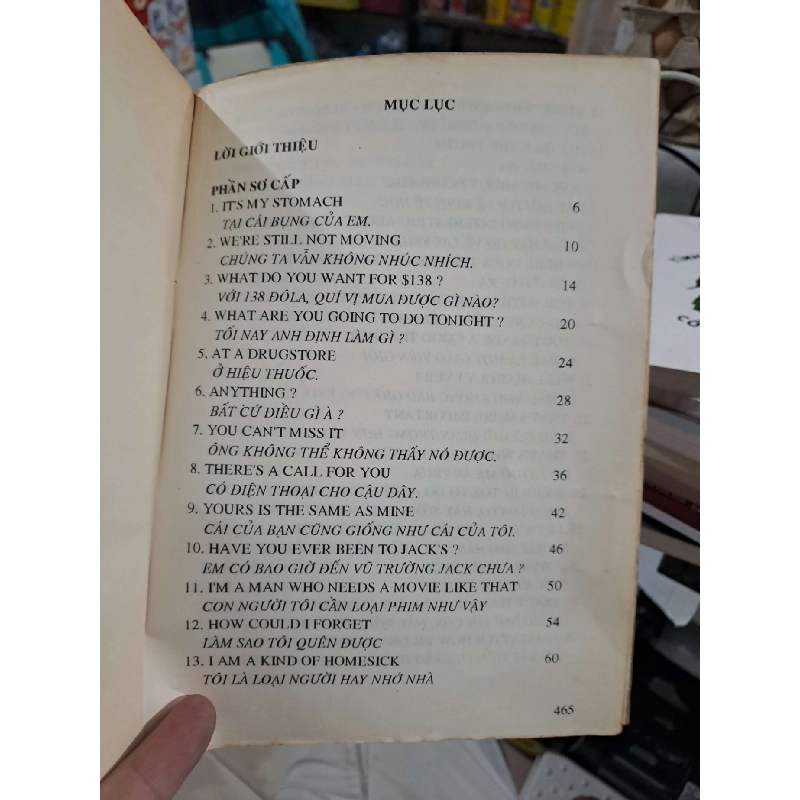 MỤC LỤC
LỜI GIỚI THIỆU
PHẦN SƠ CẤP
1. IT'S MY STOMACH 6
TẠI CÁI BỤNG CỦA EM.
2. WE'RE STILL NOT MOVING 10
CHÚNG TA VẪN KHÔNG NHÚC NHÍCH.
3. WHAT DO YOU WANT FOR $138 ? 14
VỚI 138 ĐÔLA, QUÍ VỊ MUA ĐƯỢC GÌ NÀO?
4. WHAT ARE YOU GOING TO DO TONIGHT ? 20
TỐI NAY ANH ĐỊNH LÀM GÌ ?
5. AT A DRUGSTORE 24
Ở HIỆU THUỐC.
6. ANYTHING ? 28
BẤT CỨ ĐIỀU GÌ À ?
7. YOU CAN'T MISS IT 32
ÔNG KHÔNG THỂ KHÔNG THẤY NÓ ĐƯỢC.
8. THERE'S A CALL FOR YOU 36
CÓ ĐIỆN THOẠI CHO CẬU ĐÂY.
9. YOURS IS THE SAME AS MINE 42
CÁI CỦA BẠN CŨNG GIỐNG NHƯ CÁI CỦA TÔI.
10. HAVE YOU EVER BEEN TO JACK'S ? 46
EM CÓ BAO GIỜ ĐẾN VŨ TRƯỜNG JACK CHƯA ?
11. I'M A MAN WHO NEEDS A MOVIE LIKE THAT 50
CON NGƯỜI TÔI CẦN LOẠI PHIM NHƯ VẬY
12. HOW COULD I FORGET 54
LÀM SAO TÔI QUÊN ĐƯỢC
13. I AM A KIND OF HOMESICK 60
TÔI LÀ LOẠI NGƯỜI HAY NHỚ NHÀ
465